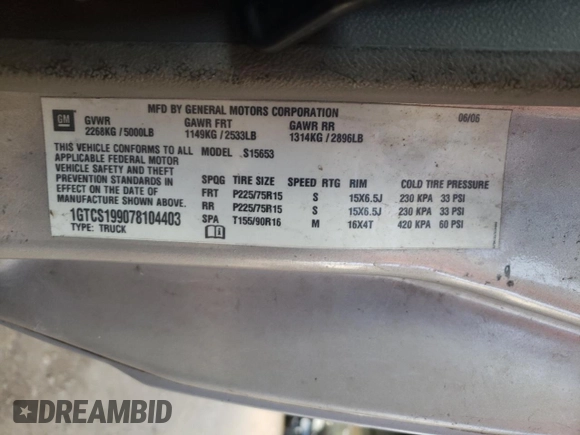 MFD BY GENERAL MOTORS CORPORATION 06/06
GM GVWR GAWR FRT GAWR RR
2268KG/5000LB 1149KG/2533LB 1314KG/2896LB
THIS VEHICLE CONFORMS TO ALL MODEL: S15653
APPLICABLE FEDERAL MOTOR
VEHICLE SAFETY AND THEFT
PREVENTION STANDARDS IN
EFFECT ON THE DATE OF
MANUFACTURE SHOWN ABOVE.
1GTCS199078104403
TYPE: TRUCK
SPQG TIRE SIZE SPEED RTG RIM COLD TIRE PRESSURE
FRT P225/75R15 S 15X6.5J 230 KPA 33 PSI
RR P225/75R15 S 15X6.5J 230 KPA 33 PSI
SPA T155/90R16 M 16X4T 420 KPA 60 PSI
DREAMBID